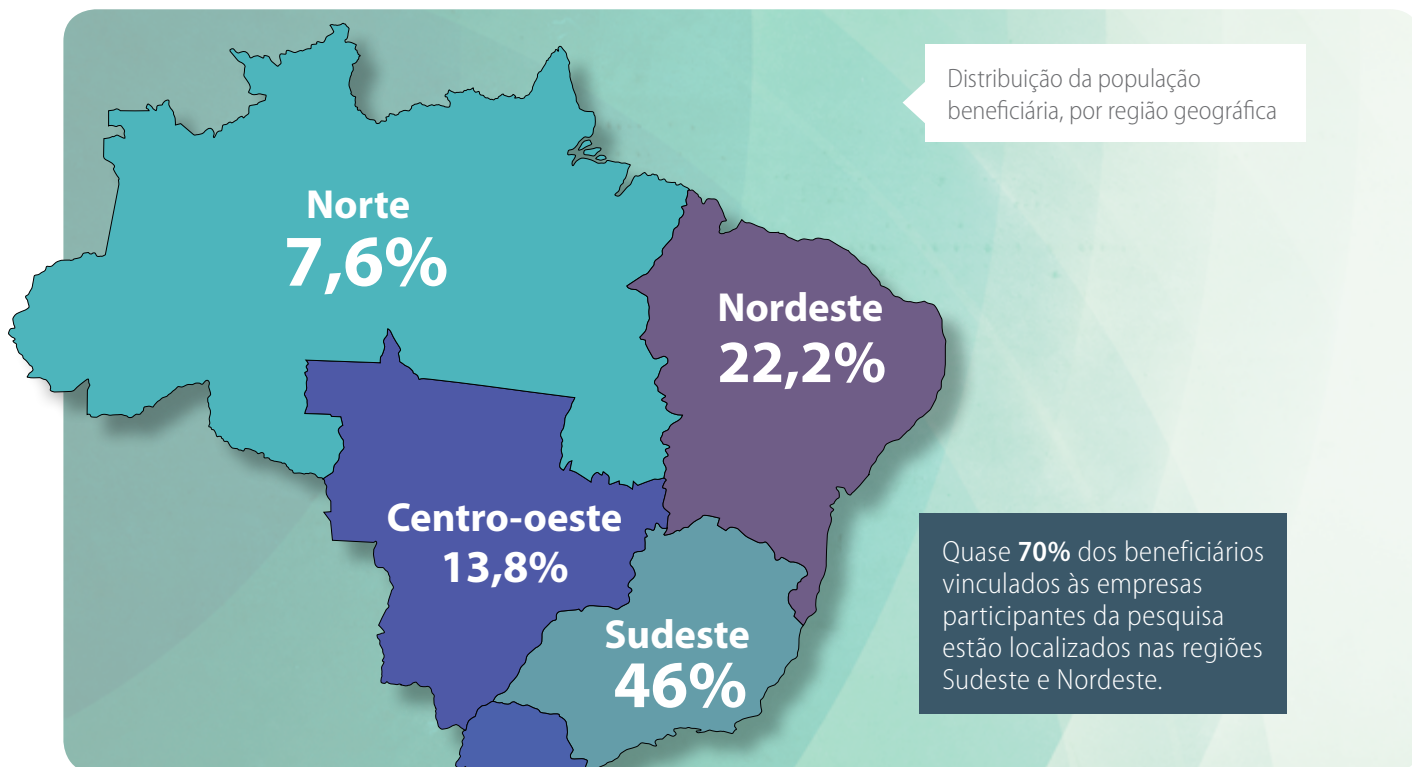 Distribuição da população
beneficiária, por região geográfica
Norte
7,6%
Nordeste
22,2%
Centro-oeste
13,8%
Sudeste
46%
Quase 70% dos beneficiários
vinculados às empresas
participantes da pesquisa
estão localizados nas regiões
Sudeste e Nordeste.